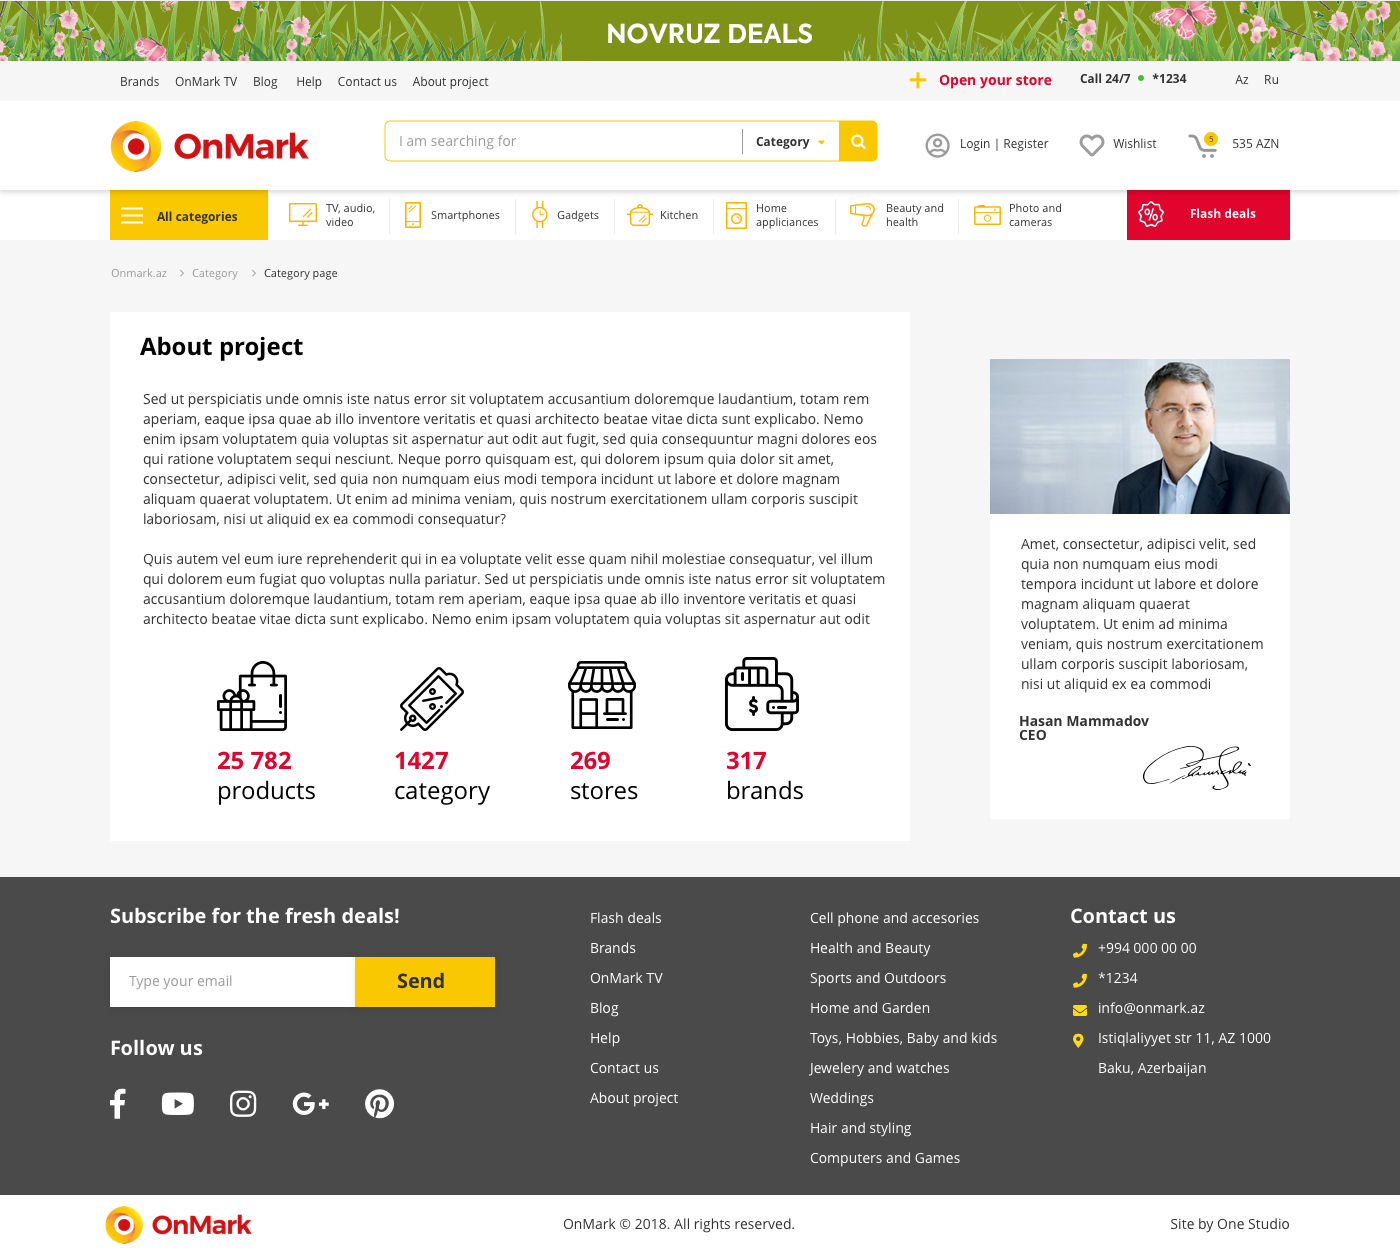 NOVRUZ DEALS
Brands OnMark TV Blog Help Contact us About project
Open your store Call 24/7 *1234 Az Ru
OnMark
I am searching for Category
Login | Register Wishlist 5 535 AZN
All categories
TV, audio,
video
Smartphones
Gadgets
Kitchen
Home
appliciances
Beauty and
health
Photo and
cameras
% Flash deals
Onmark.az Category Category page
About project
Sed ut perspiciatis unde omnis iste natus error sit voluptatem accusantium doloremque laudantium, totam rem
aperiam, eaque ipsa quae ab illo inventore veritatis et quasi architecto beatae vitae dicta sunt explicabo. Nemo
enim ipsam voluptatem quia voluptas sit aspernatur aut odit aut fugit, sed quia consequuntur magni dolores eos
qui ratione voluptatem sequi nesciunt. Neque porro quisquam est, qui dolorem ipsum quia dolor sit amet,
consectetur, adipisci velit, sed quia non numquam eius modi tempora incidunt ut labore et dolore magnam
aliquam quaerat voluptatem. Ut enim ad minima veniam, quis nostrum exercitationem ullam corporis suscipit
laboriosam, nisi ut aliquid ex ea commodi consequatur?
Quis autem vel eum iure reprehenderit qui in ea voluptate velit esse quam nihil molestiae consequatur, vel illum
qui dolorem eum fugiat quo voluptas nulla pariatur. Sed ut perspiciatis unde omnis iste natus error sit voluptatem
accusantium doloremque laudantium, totam rem aperiam, eaque ipsa quae ab illo inventore veritatis et quasi
architecto beatae vitae dicta sunt explicabo. Nemo enim ipsam voluptatem quia voluptas sit aspernatur aut odit
$
25 782
products
1427
category
269
stores
317
brands
Amet, consectetur, adipisci velit, sed
quia non numquam eius modi
tempora incidunt ut labore et dolore
magnam aliquam quaerat
voluptatem. Ut enim ad minima
veniam, quis nostrum exercitationem
ullam corporis suscipit laboriosam,
nisi ut aliquid ex ea commodi
Hasan Mammadov
CEO
Subscribe for the fresh deals!
Type your email Send
Follow us
Flash deals
Brands
OnMark TV
Blog
Help
Contact us
About project
Cell phone and accesories
Health and Beauty
Sports and Outdoors
Home and Garden
Toys, Hobbies, Baby and kids
Jewelery and watches
Weddings
Hair and styling
Computers and Games
Contact us
+994 000 00 00
*1234
info@onmark.az
Istiqlaliyyet str 11, AZ 1000
Baku, Azerbaijan
OnMark
OnMark © 2018. All rights reserved.
Site by One Studio